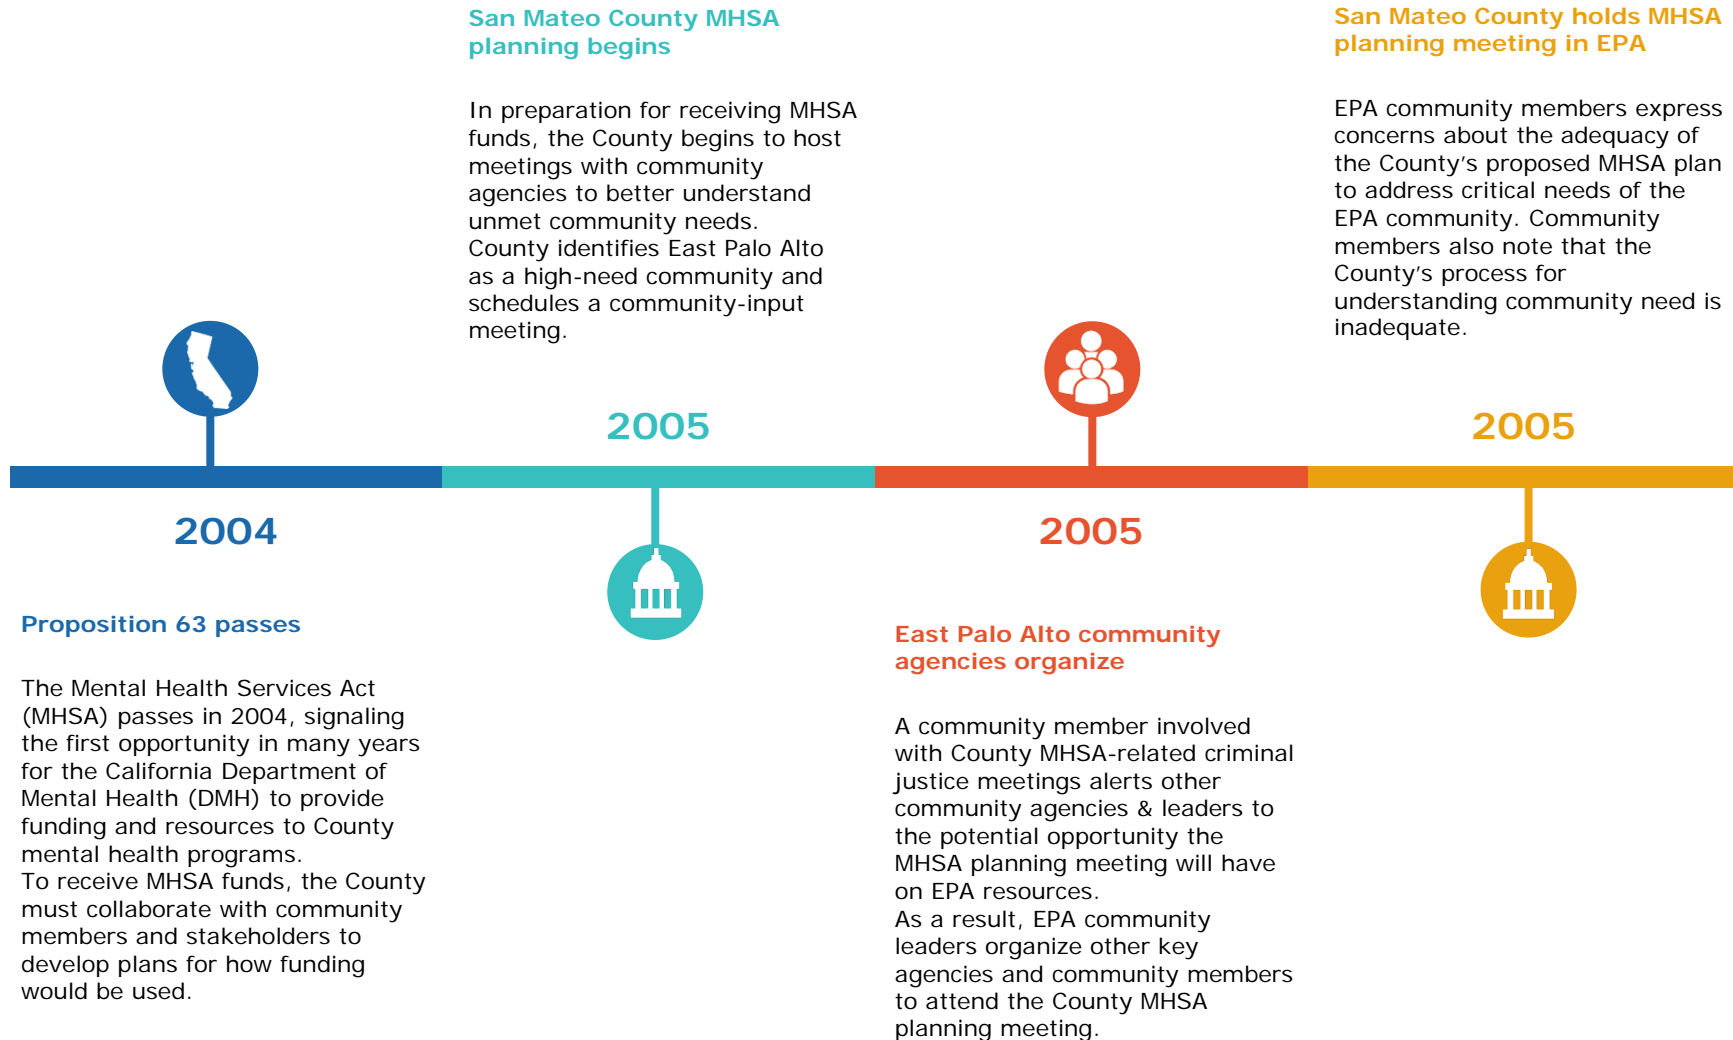 2004
Proposition 63 passes
The Mental Health Services Act
(MHSA) passes in 2004, signaling
the first opportunity in many years
for the California Department of
Mental Health (DMH) to provide
funding and resources to County
mental health programs.
To receive MHSA funds, the County
must collaborate with community
members and stakeholders to
develop plans for how funding
would be used.
San Mateo County MHSA
planning begins
In preparation for receiving MHSA
funds, the County begins to host
meetings with community
agencies to better understand
unmet community needs.
County identifies East Palo Alto
as a high-need community and
schedules a community-input
meeting.
2005
2005
East Palo Alto community
agencies organize
A community member involved
with County MHSA-related criminal
justice meetings alerts other
community agencies & leaders to
the potential opportunity the
MHSA planning meeting will have
on EPA resources.
As a result, EPA community
leaders organize other key
agencies and community members
to attend the County MHSA
planning meeting.
San Mateo County holds MHSA
planning meeting in EPA
EPA community members express
concerns about the adequacy of
the County’s proposed MHSA plan
to address critical needs of the
EPA community. Community
members also note that the
County’s process for
understanding community need is
inadequate.
2005